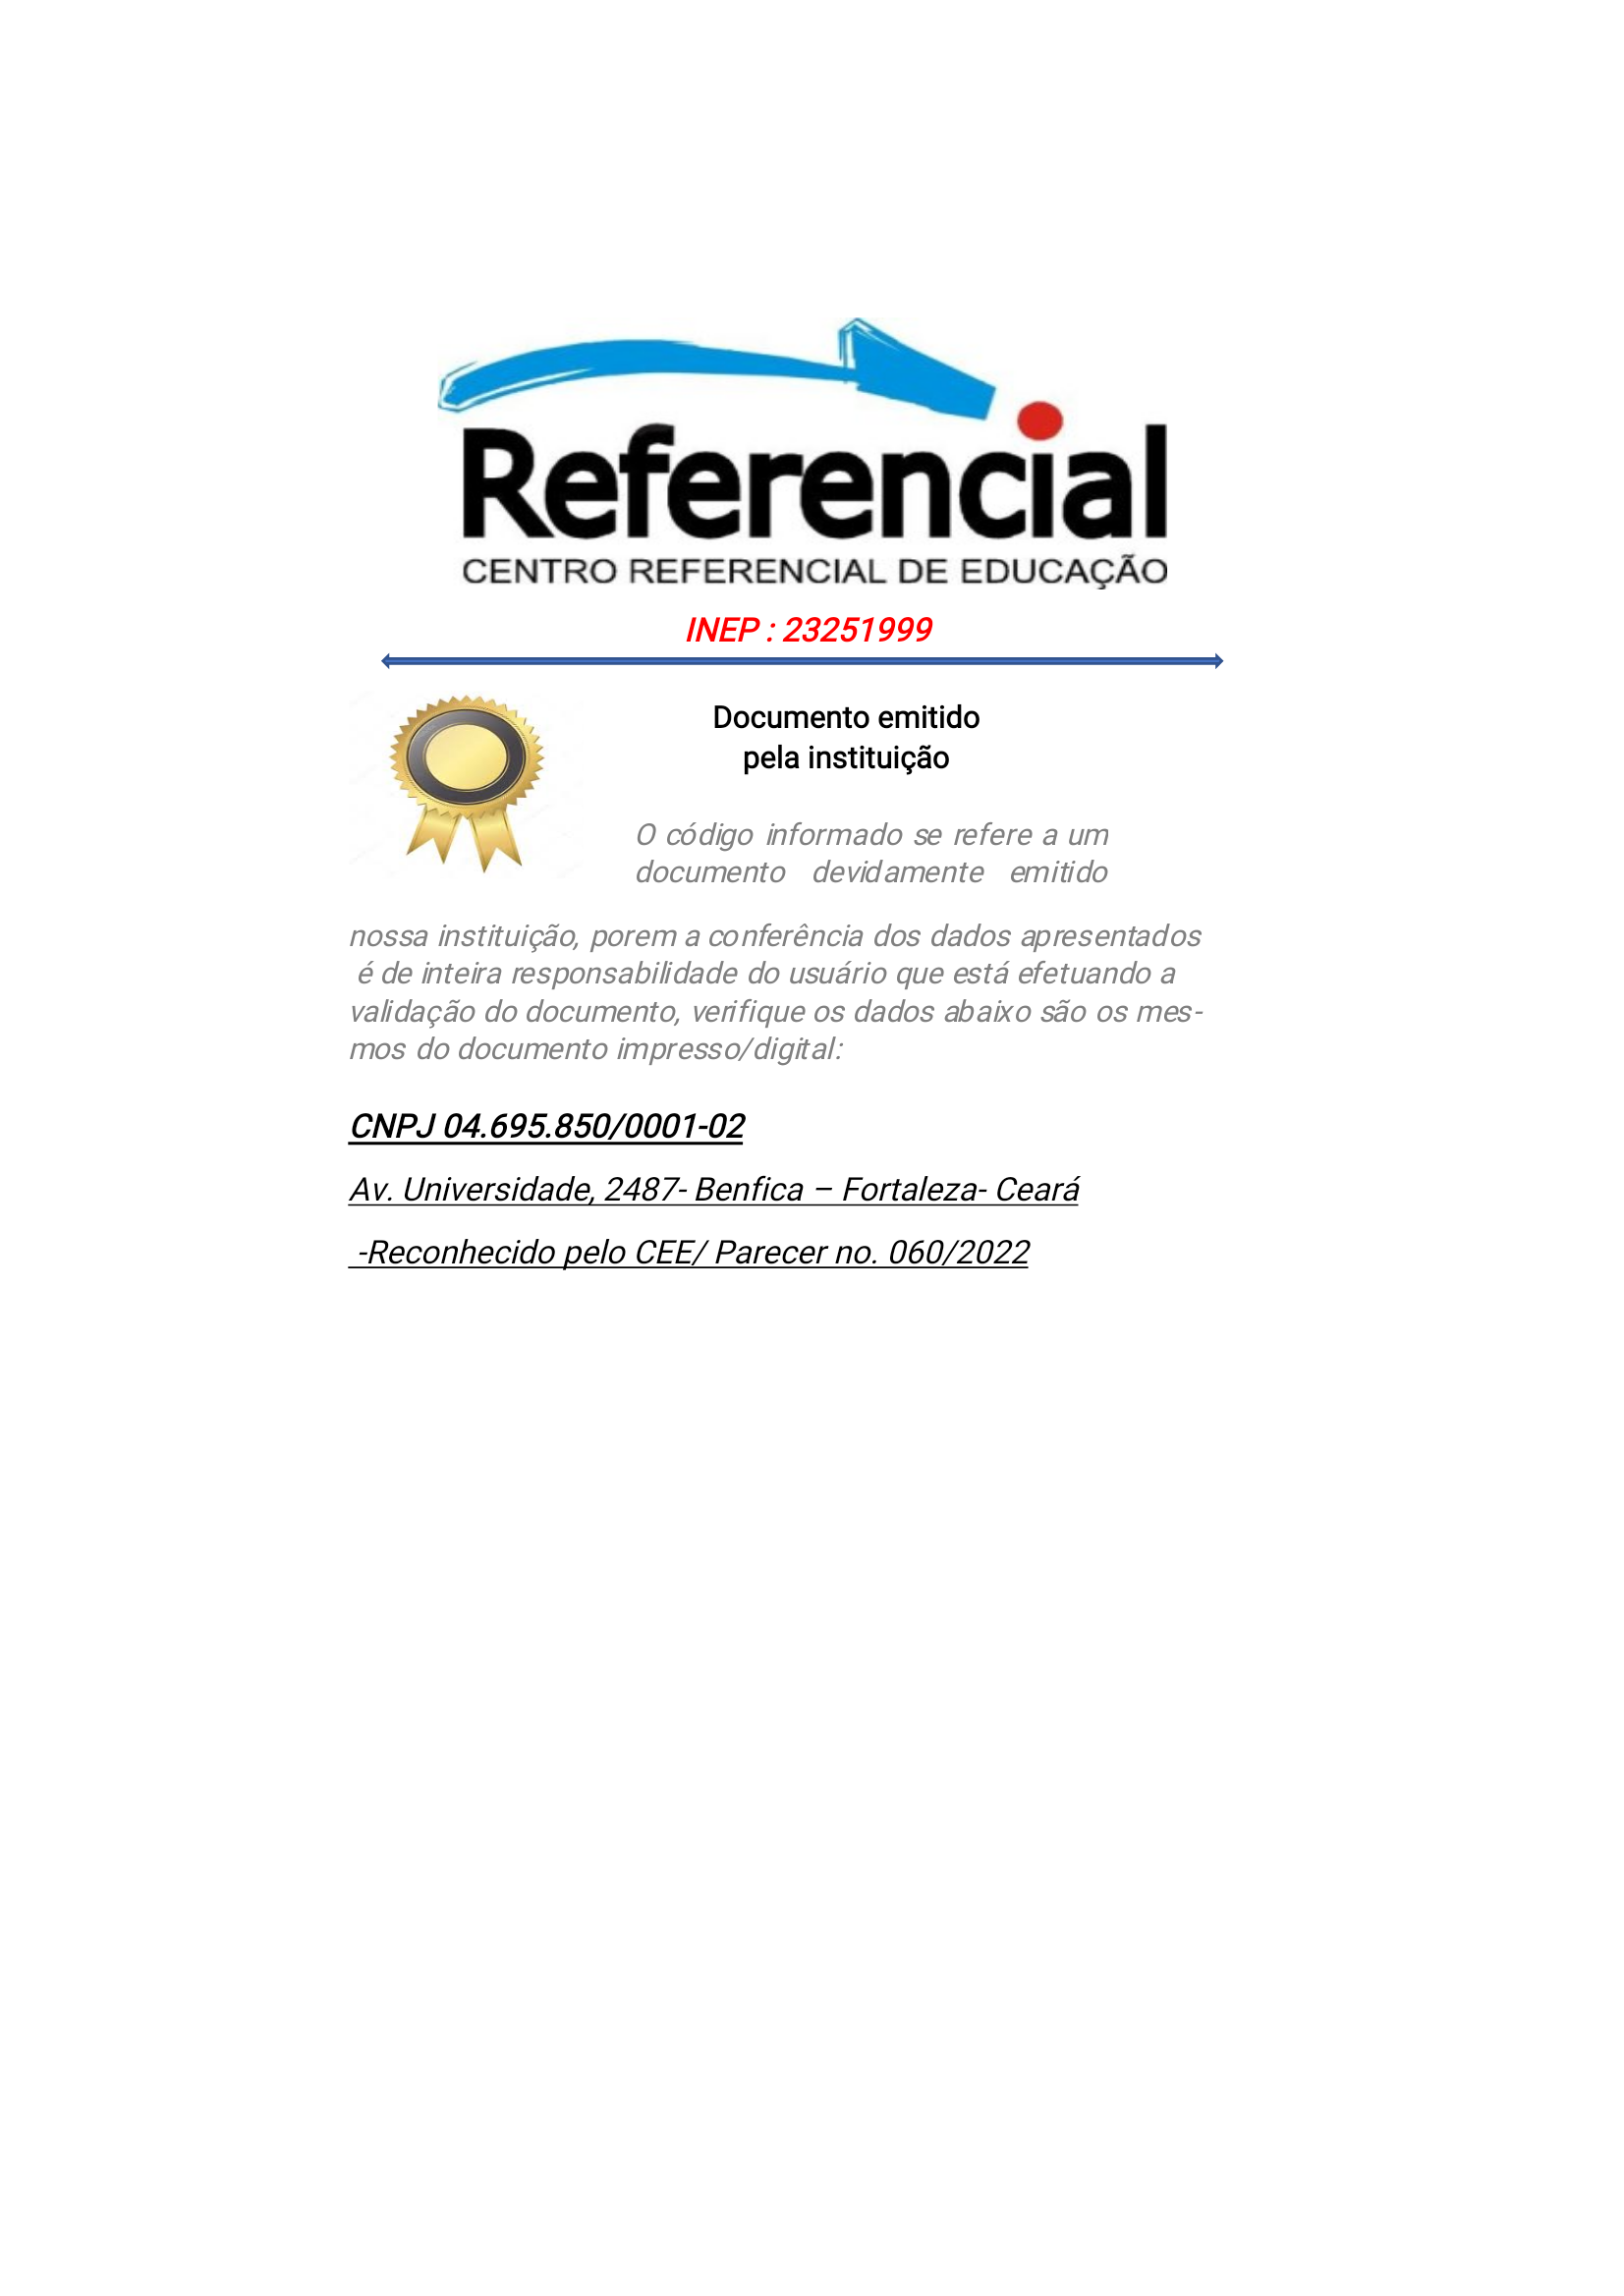 Referencial
CENTRO REFERENCIAL DE EDUCAÇÃO
INEP : 23251999
Documento emitido
pela instituição
O código informado se refere a um
documento devidamente emitido
nossa instituição, porem a conferência dos dados apresentados
é de inteira responsabilidade do usuário que está efetuando a
validação do documento, verifique os dados abaixo são os mes-
mos do documento impresso/digital:
CNPJ 04.695.850/0001-02
Av. Universidade, 2487- Benfica – Fortaleza- Ceará
-Reconhecido pelo CEE/ Parecer no. 060/2022